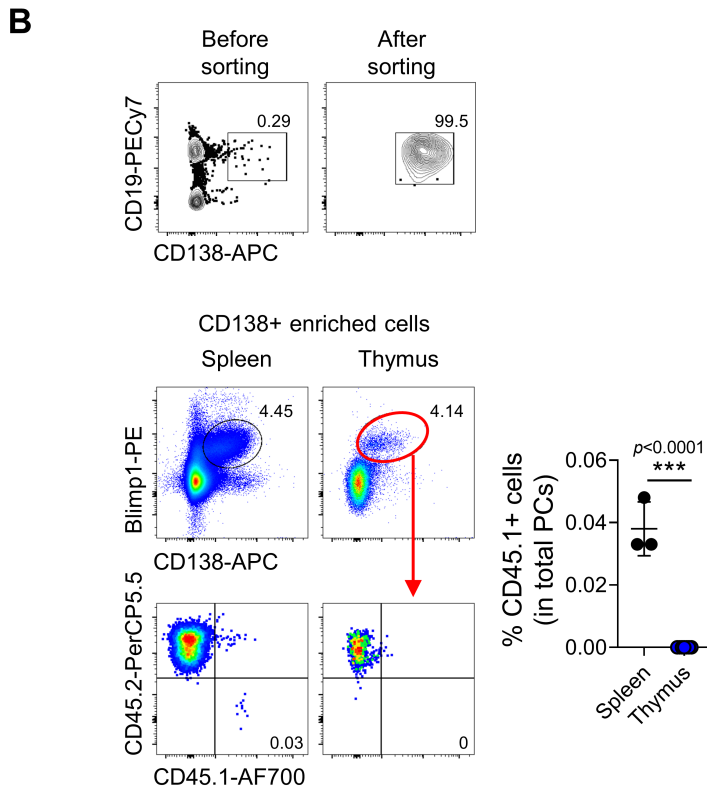 B
Before
sorting
After
sorting
0.29
99.5
CD19-PECy7
CD138-APC
CD138+ enriched cells
Spleen
Thymus
4.45
4.14
Blimp1-PE
CD138-APC
CD45.2-PerCP5.5
0.03
0
CD45.1-AF700
p<0.0001
***
0.06
0.04
0.02
0.00
% CD45.1+ cells
(in total PCs)
Spleen
Thymus